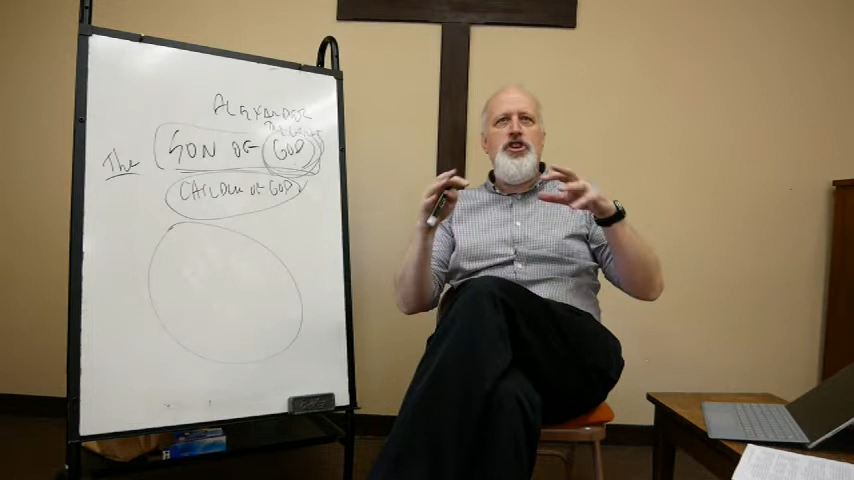 ALEXANDER
THE GREAT
The SON OF GOD
CHILDREN OF GOD